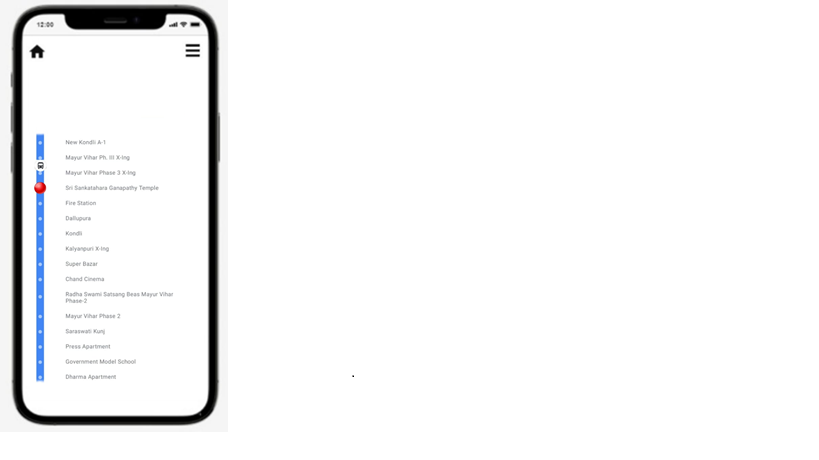 12:00
New Kondli A-1
Mayur Vihar Ph. III X-Ing
Mayur Vihar Phase 3 X-Ing
Sri Sankatahara Ganapathy Temple
Fire Station
Dallupura
Kondli
Kalyanpuri X-Ing
Super Bazar
Chand Cinema
Radha Swami Satsang Beas Mayur Vihar
Phase-2
Mayur Vihar Phase 2
Saraswati Kunj
Press Apartment
Government Model School
Dharma Apartment